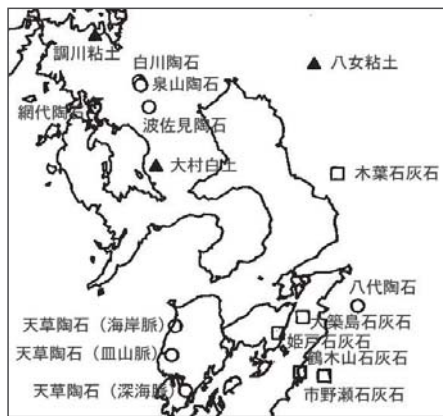 調川粘土
白川陶石
泉山陶石
八女粘土
網代陶石
波佐見陶石
大村白土
木葉石灰石
八代陶石
天草陶石（海岸脈）
大築島石灰石
姫戸石灰石
天草陶石（皿山脈）
鶴木山石灰石
天草陶石（深海脈）
市野瀬石灰石